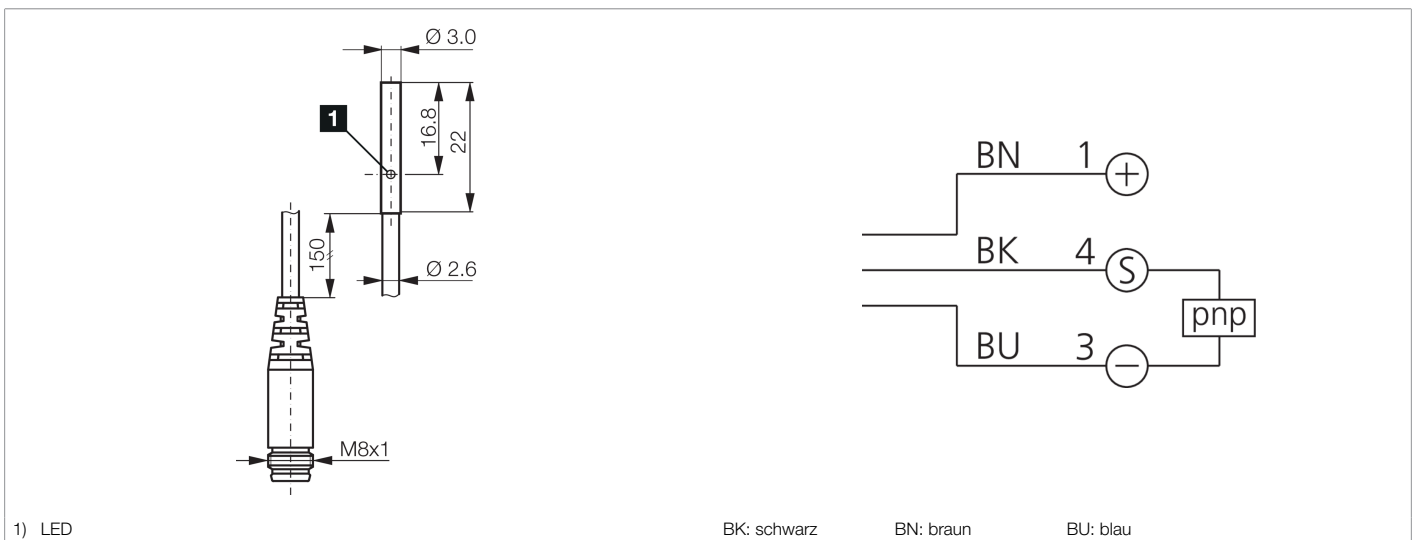 Ø 3.0
1
16.8
22
150
Ø 2.6
M8x1
BN 1 +
BK 4 S
pnp
BU 3 −
1) LED
BK: schwarz BN: braun BU: blau